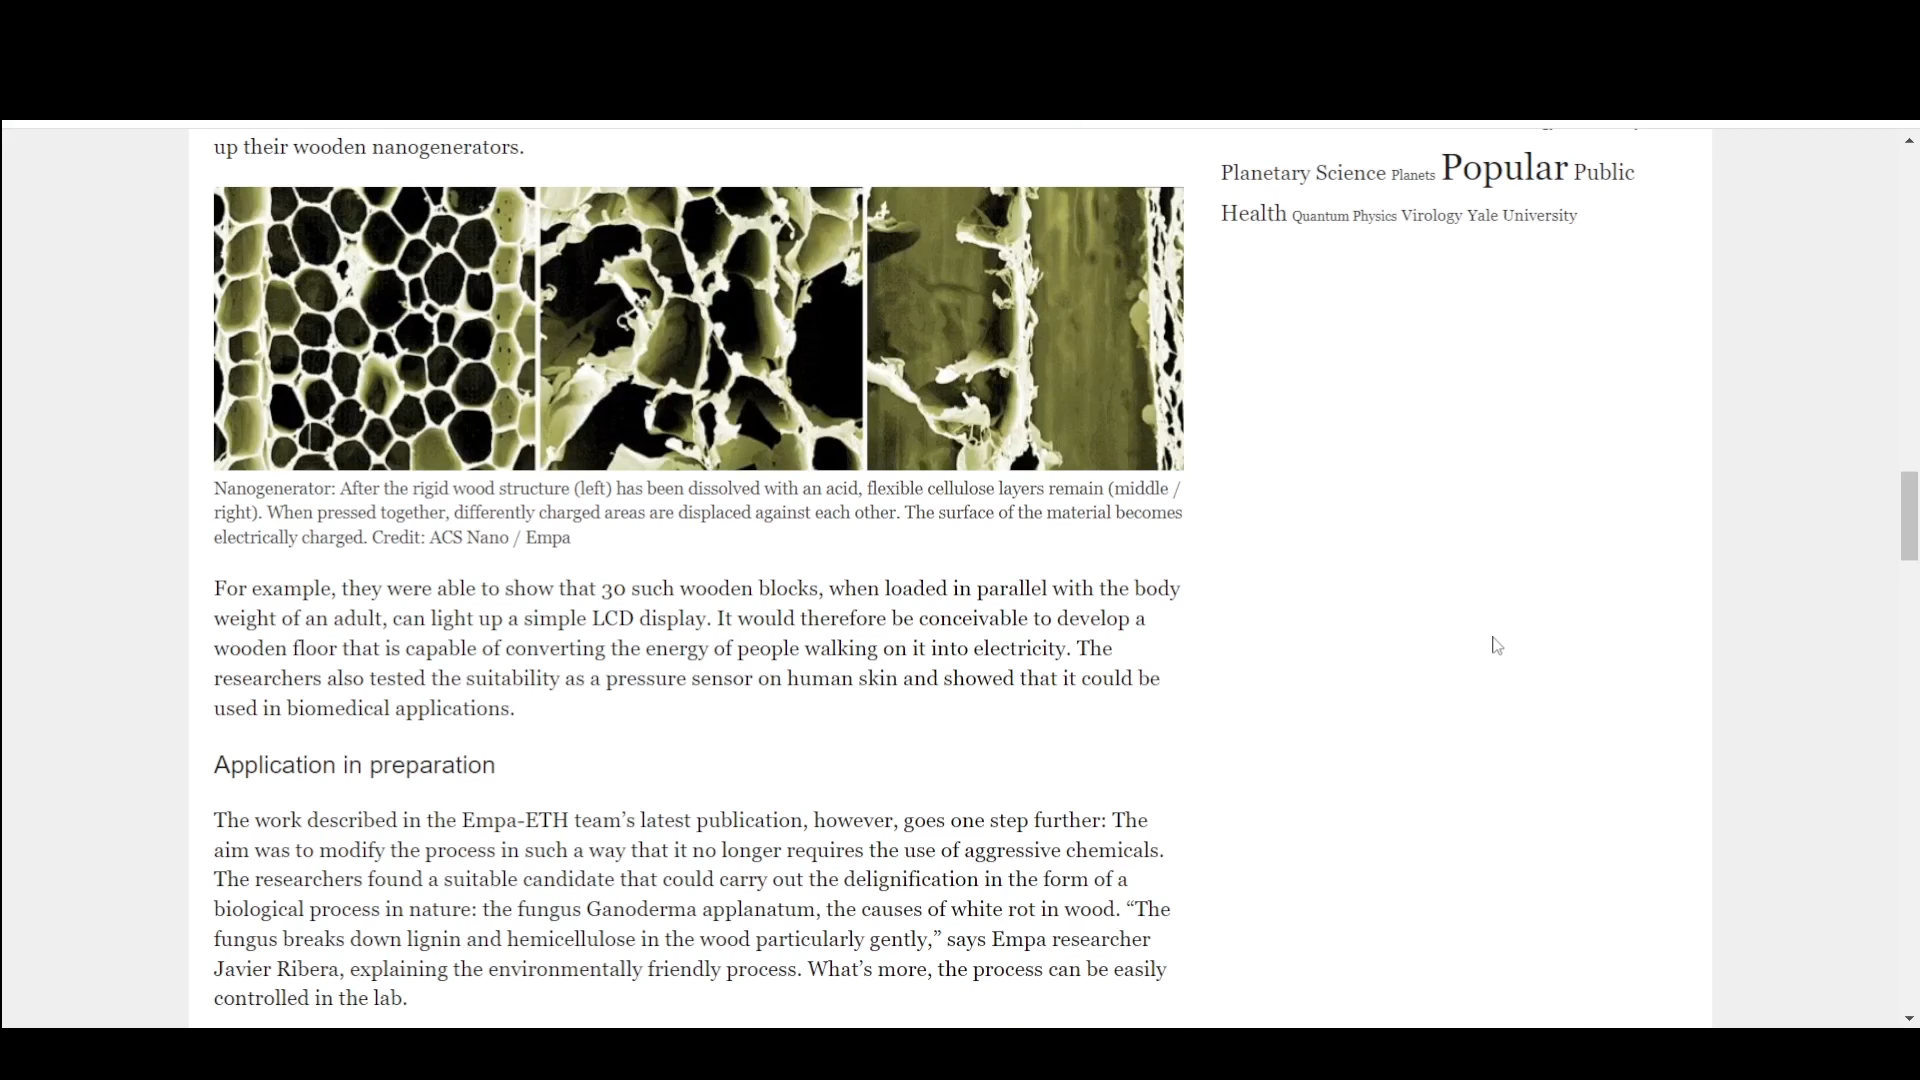 up their wooden nanogenerators.
Nanogenerator: After the rigid wood structure (left) has been dissolved with an acid, flexible cellulose layers remain (middle /
right). When pressed together, differently charged areas are displaced against each other. The surface of the material becomes
electrically charged. Credit: ACS Nano / Empa
For example, they were able to show that 30 such wooden blocks, when loaded in parallel with the body
weight of an adult, can light up a simple LCD display. It would therefore be conceivable to develop a
wooden floor that is capable of converting the energy of people walking on it into electricity. The
researchers also tested the suitability as a pressure sensor on human skin and showed that it could be
used in biomedical applications.
Application in preparation
The work described in the Empa-ETH team’s latest publication, however, goes one step further: The
aim was to modify the process in such a way that it no longer requires the use of aggressive chemicals.
The researchers found a suitable candidate that could carry out the delignification in the form of a
biological process in nature: the fungus Ganoderma applanatum, the causes of white rot in wood. “The
fungus breaks down lignin and hemicellulose in the wood particularly gently,” says Empa researcher
Javier Ribera, explaining the environmentally friendly process. What’s more, the process can be easily
controlled in the lab.
Planetary Science Planets Popular Public
Health Quantum Physics Virology Yale University